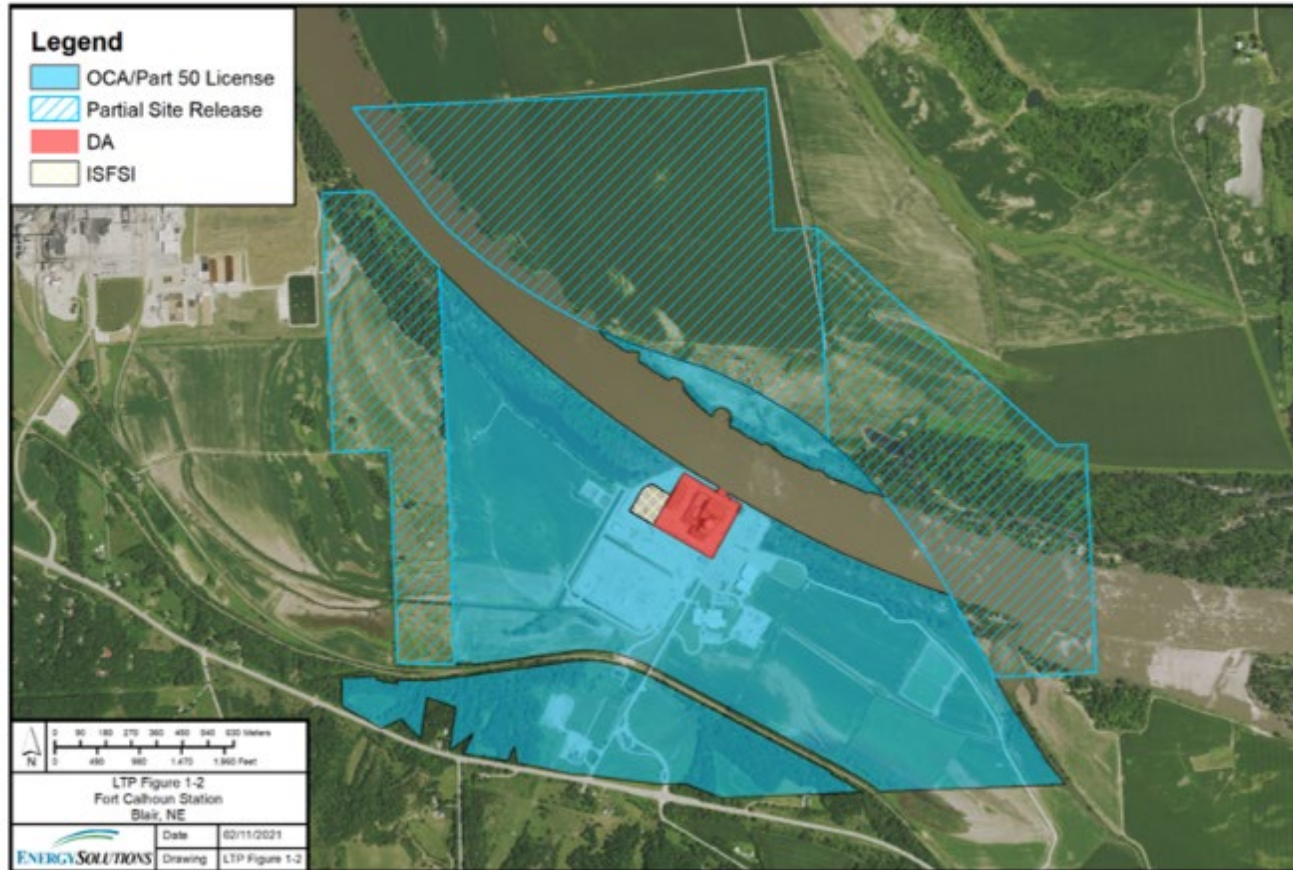 Legend
OCA/Part 50 License
Partial Site Release
DA
ISFSI
0 90 180 270 360 450 540 630 Meters
0 490 980 1,470 1,960 Feet
N
LTP Figure 1-2
Fort Calhoun Station
Blair, NE
ENERGYSOLUTIONS
Date 02/11/2021
Drawing LTP Figure 1-2